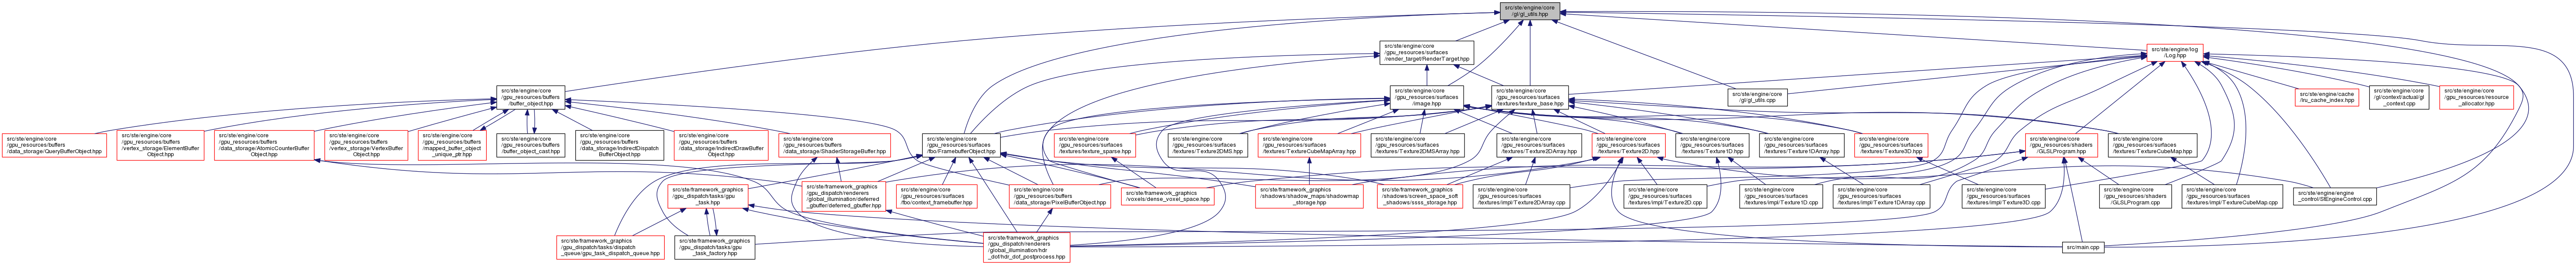 src/ste/engine/core
/gl/gl_utils.hpp
src/ste/engine/core
/gpu_resources/surfaces
/render_target/RenderTarget.hpp
src/ste/engine/log
/Log.hpp
src/ste/engine/core
/gpu_resources/buffers
/buffer_object.hpp
src/ste/engine/core
/gpu_resources/surfaces
/image.hpp
src/ste/engine/core
/gpu_resources/surfaces
/textures/texture_base.hpp
src/ste/engine/core
/gl/gl_utils.cpp
src/ste/engine/cache
/lru_cache_index.hpp
src/ste/engine/core
/gl/context/actual/gl
_context.cpp
src/ste/engine/core
/gpu_resources/resource
_allocator.hpp
src/ste/engine/core
/gpu_resources/buffers
/data_storage/QueryBufferObject.hpp
src/ste/engine/core
/gpu_resources/buffers
/vertex_storage/ElementBuffer
Object.hpp
src/ste/engine/core
/gpu_resources/buffers
/data_storage/AtomicCounterBuffer
Object.hpp
src/ste/engine/core
/gpu_resources/buffers
/vertex_storage/VertexBuffer
Object.hpp
src/ste/engine/core
/gpu_resources/buffers
/mapped_buffer_object
_unique_ptr.hpp
src/ste/engine/core
/gpu_resources/buffers
/buffer_object_cast.hpp
src/ste/engine/core
/gpu_resources/buffers
/data_storage/IndirectDispatch
BufferObject.hpp
src/ste/engine/core
/gpu_resources/buffers
/data_storage/IndirectDrawBuffer
Object.hpp
src/ste/engine/core
/gpu_resources/buffers
/data_storage/ShaderStorageBuffer.hpp
src/ste/engine/core
/gpu_resources/surfaces
/fbo/FramebufferObject.hpp
src/ste/engine/core
/gpu_resources/surfaces
/textures/texture_sparse.hpp
src/ste/engine/core
/gpu_resources/surfaces
/textures/Texture2DMS.hpp
src/ste/engine/core
/gpu_resources/surfaces
/textures/TextureCubeMapArray.hpp
src/ste/engine/core
/gpu_resources/surfaces
/textures/Texture2DMSArray.hpp
src/ste/engine/core
/gpu_resources/surfaces
/textures/Texture2DArray.hpp
src/ste/engine/core
/gpu_resources/surfaces
/textures/Texture2D.hpp
src/ste/engine/core
/gpu_resources/surfaces
/textures/Texture1D.hpp
src/ste/engine/core
/gpu_resources/surfaces
/textures/Texture1DArray.hpp
src/ste/engine/core
/gpu_resources/surfaces
/textures/Texture3D.hpp
src/ste/engine/core
/gpu_resources/shaders
/GLSLProgram.hpp
src/ste/engine/core
/gpu_resources/surfaces
/textures/TextureCubeMap.hpp
src/ste/framework_graphics
/gpu_dispatch/tasks/gpu
_task.hpp
src/ste/framework_graphics
/gpu_dispatch/renderers
/global_illumination/deferred
_gbuffer/deferred_gbuffer.hpp
src/ste/engine/core
/gpu_resources/surfaces
/fbo/context_framebuffer.hpp
src/ste/engine/core
/gpu_resources/buffers
/data_storage/PixelBufferObject.hpp
src/ste/framework_graphics
/voxels/dense_voxel_space.hpp
src/ste/framework_graphics
/shadows/shadow_maps/shadowmap
_storage.hpp
src/ste/framework_graphics
/shadows/screen_space_soft
_shadows/ssss_storage.hpp
src/ste/engine/core
/gpu_resources/surfaces
/textures/impl/Texture2DArray.cpp
src/ste/engine/core
/gpu_resources/surfaces
/textures/impl/Texture2D.cpp
src/ste/engine/core
/gpu_resources/surfaces
/textures/impl/Texture1D.cpp
src/ste/engine/core
/gpu_resources/surfaces
/textures/impl/Texture1DArray.cpp
src/ste/engine/core
/gpu_resources/surfaces
/textures/impl/Texture3D.cpp
src/ste/engine/core
/gpu_resources/shaders
/GLSLProgram.cpp
src/ste/engine/core
/gpu_resources/surfaces
/textures/impl/TextureCubeMap.cpp
src/ste/engine/engine
_control/StEngineControl.cpp
src/ste/framework_graphics
/gpu_dispatch/tasks/dispatch
_queue/gpu_task_dispatch_queue.hpp
src/ste/framework_graphics
/gpu_dispatch/tasks/gpu
_task_factory.hpp
src/ste/framework_graphics
/gpu_dispatch/renderers
/global_illumination/hdr
_dof/hdr_dof_postprocess.hpp
src/main.cpp